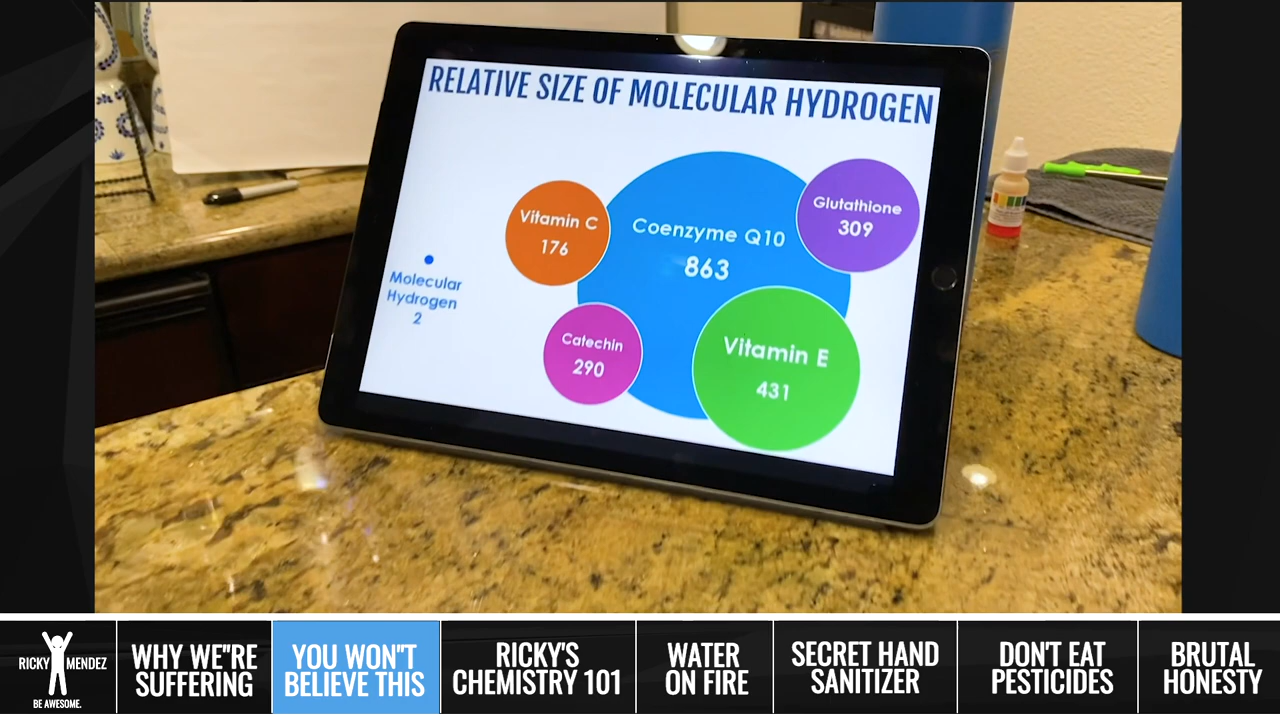 RELATIVE SIZE OF MOLECULAR HYDROGEN
Vitamin C
176
Coenzyme Q10
863
Glutathione
309
Molecular
Hydrogen
2
Catechin
290
Vitamin E
431
RICKY MENDEZ
BE AWESOME.
WHY WE"RE
SUFFERING
YOU WON"T
BELIEVE THIS
RICKY'S
CHEMISTRY 101
WATER
ON FIRE
SECRET HAND
SANITIZER
DON'T EAT
PESTICIDES
BRUTAL
HONESTY